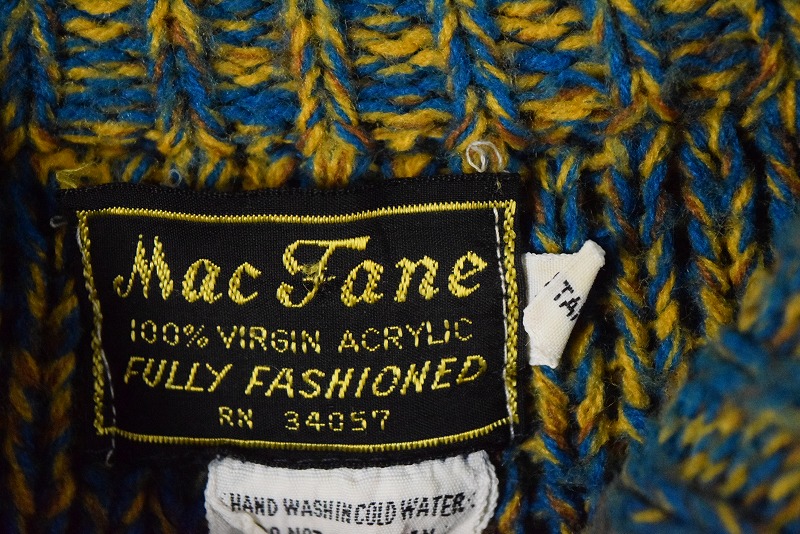 Mac Fane
100% VIRGIN ACRYLIC
FULLY FASHIONED
RN 34057
HAND WASH IN COLD WATER